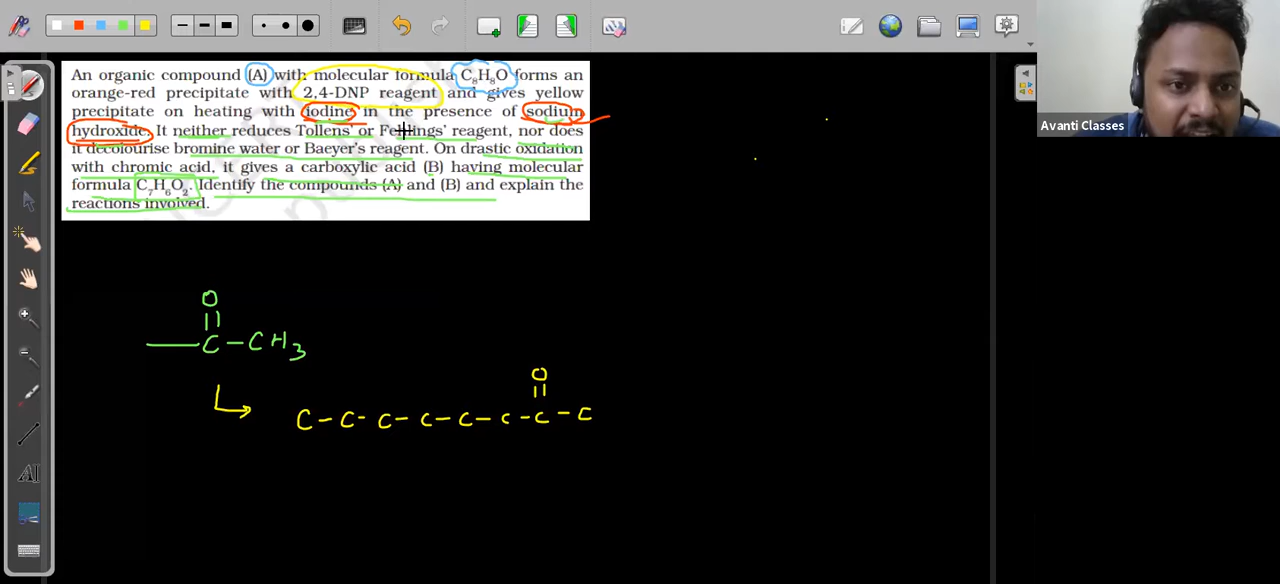 An organic compound (A) with molecular formula C₈H₈O forms an
orange-red precipitate with 2,4-DNP reagent and gives yellow
precipitate on heating with iodine in the presence of sodium
hydroxide. It neither reduces Tollens' or Fehlings' reagent, nor does
it decolourise bromine water or Baeyer's reagent. On drastic oxidation
with chromic acid, it gives a carboxylic acid (B) having molecular
formula C₇H₆O₂. Identify the compounds (A) and (B) and explain the
reactions involved.
O
C-CH₃
O
C-C-C-C-C-C-C-C
Avanti Classes